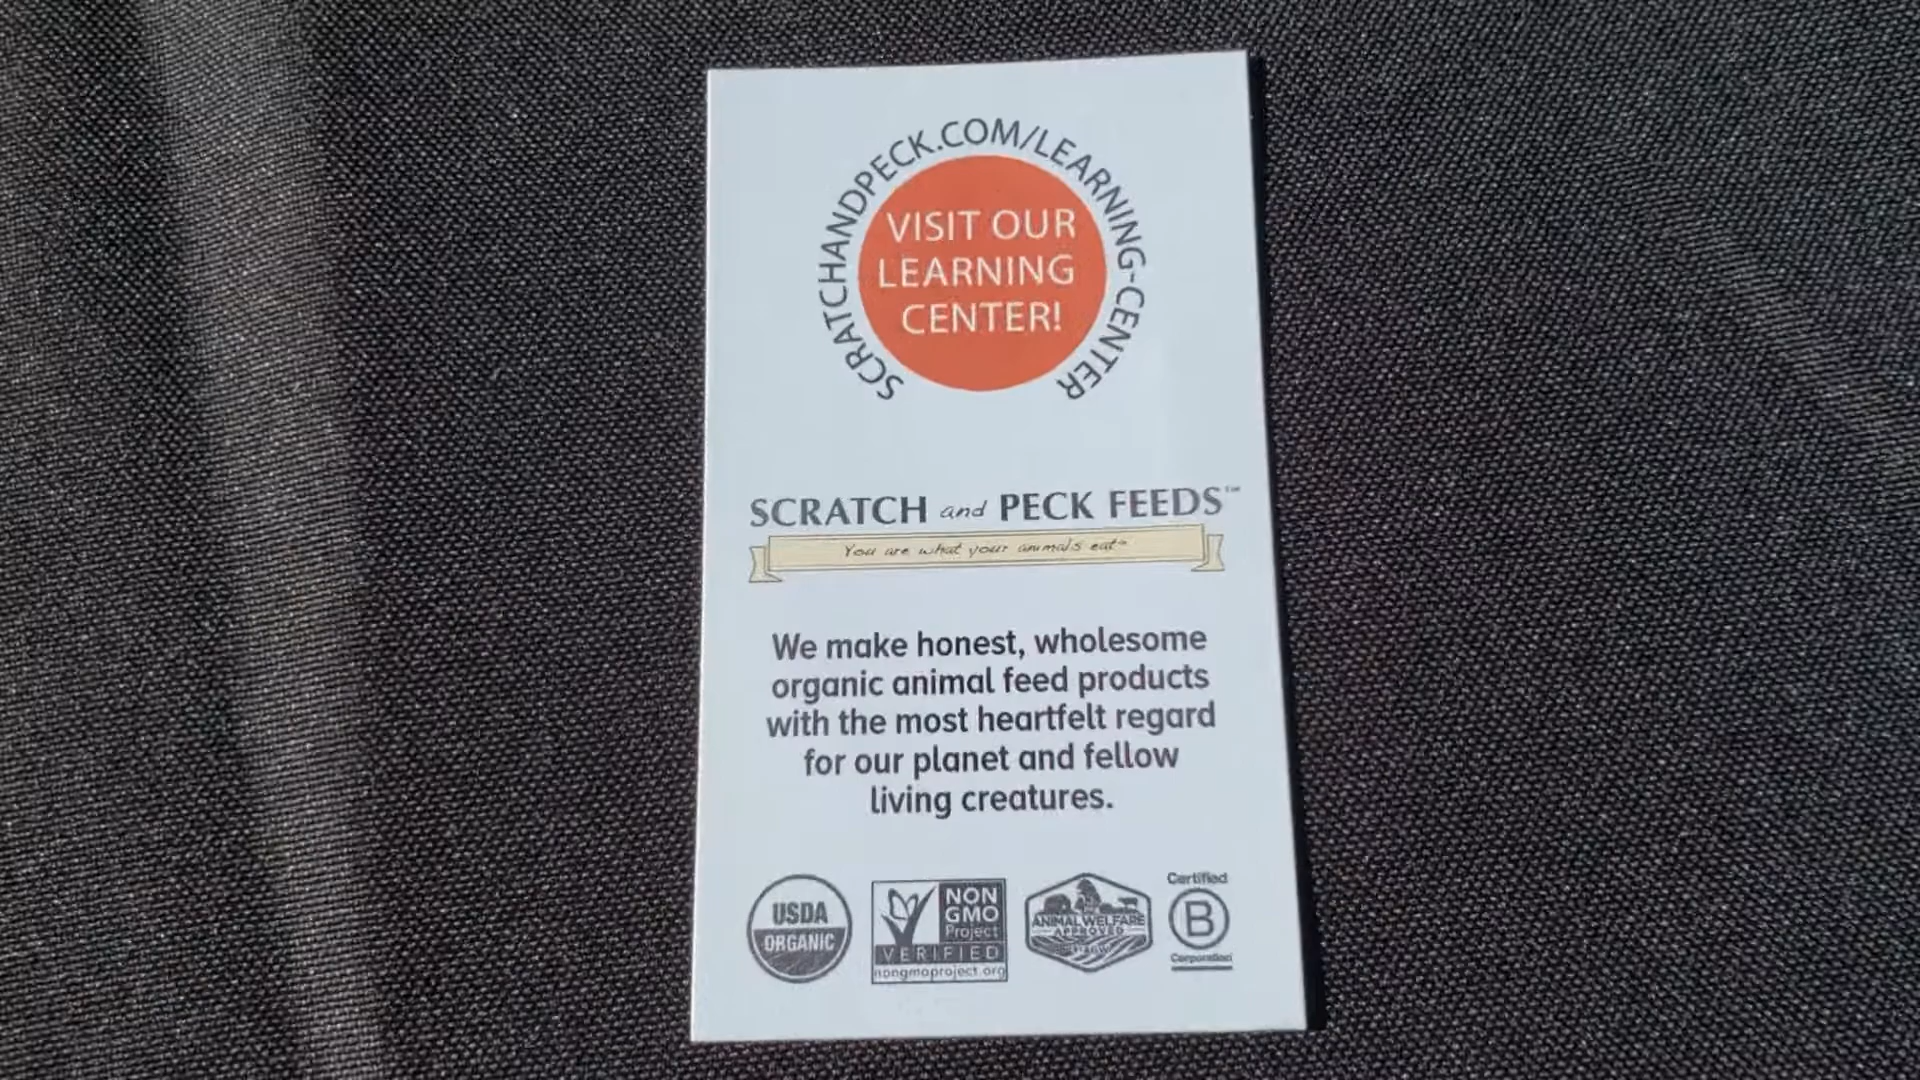 SCRATCHANDPECK.COM/LEARNING-CENTER
VISIT OUR
LEARNING
CENTER!
SCRATCH and PECK FEEDS™
You are what your animals eat™
We make honest, wholesome
organic animal feed products
with the most heartfelt regard
for our planet and fellow
living creatures.
USDA
ORGANIC
NON
GMO
Project
VERIFIED
nongmoproject.org
ANIMAL WELFARE
APPROVED
Certified
B
Corporation